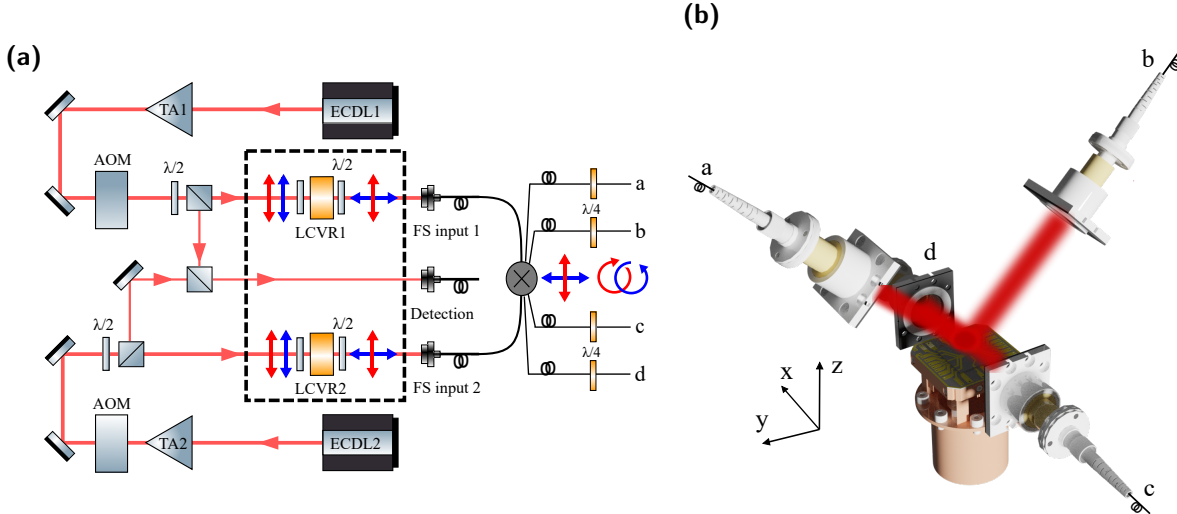 (a)
TA1
ECDL1
AOM
λ/2
λ/2
LCVR1
FS input 1
a
λ/4
b
Detection
λ/2
λ/2
LCVR2
FS input 2
c
λ/4
d
AOM
TA2
ECDL2
(b)
b
a
d
x
z
y
c